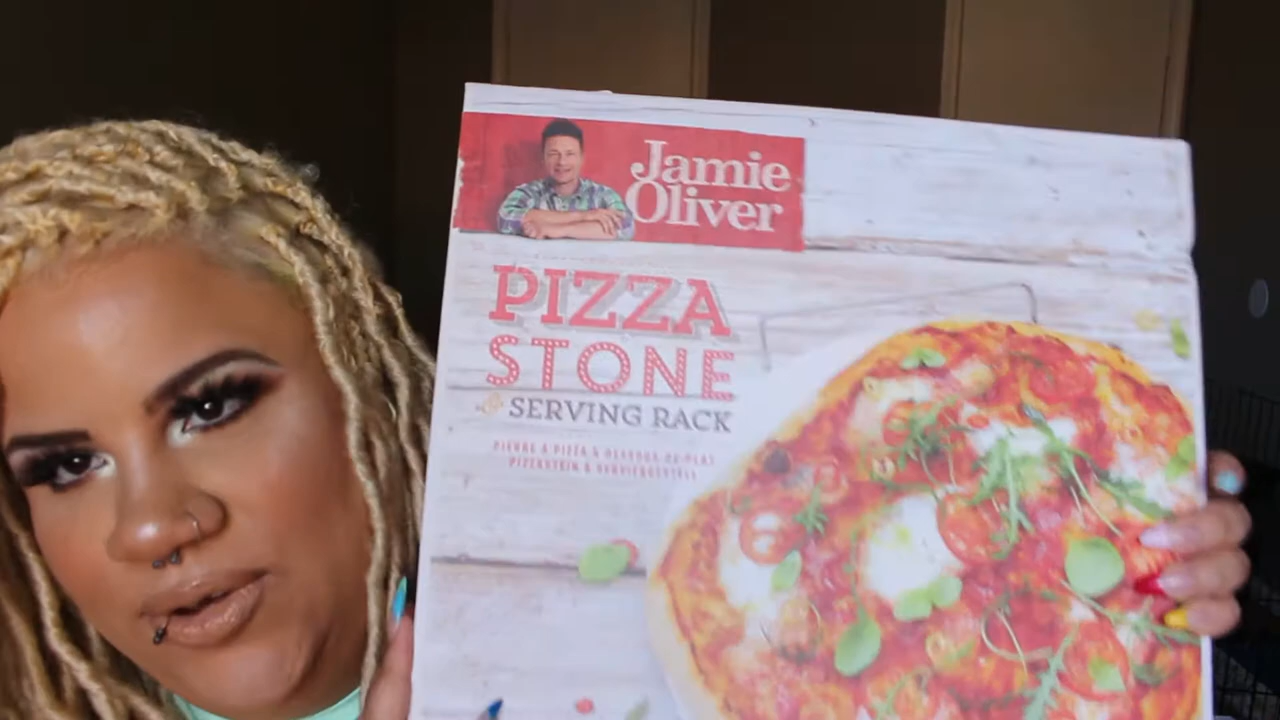 Jamie
Oliver
PIZZA
STONE
& SERVING RACK
PIERRE À PIZZA & DESSOUS DE PLAT
PIZZASTEIN & SERVIERGESTELL